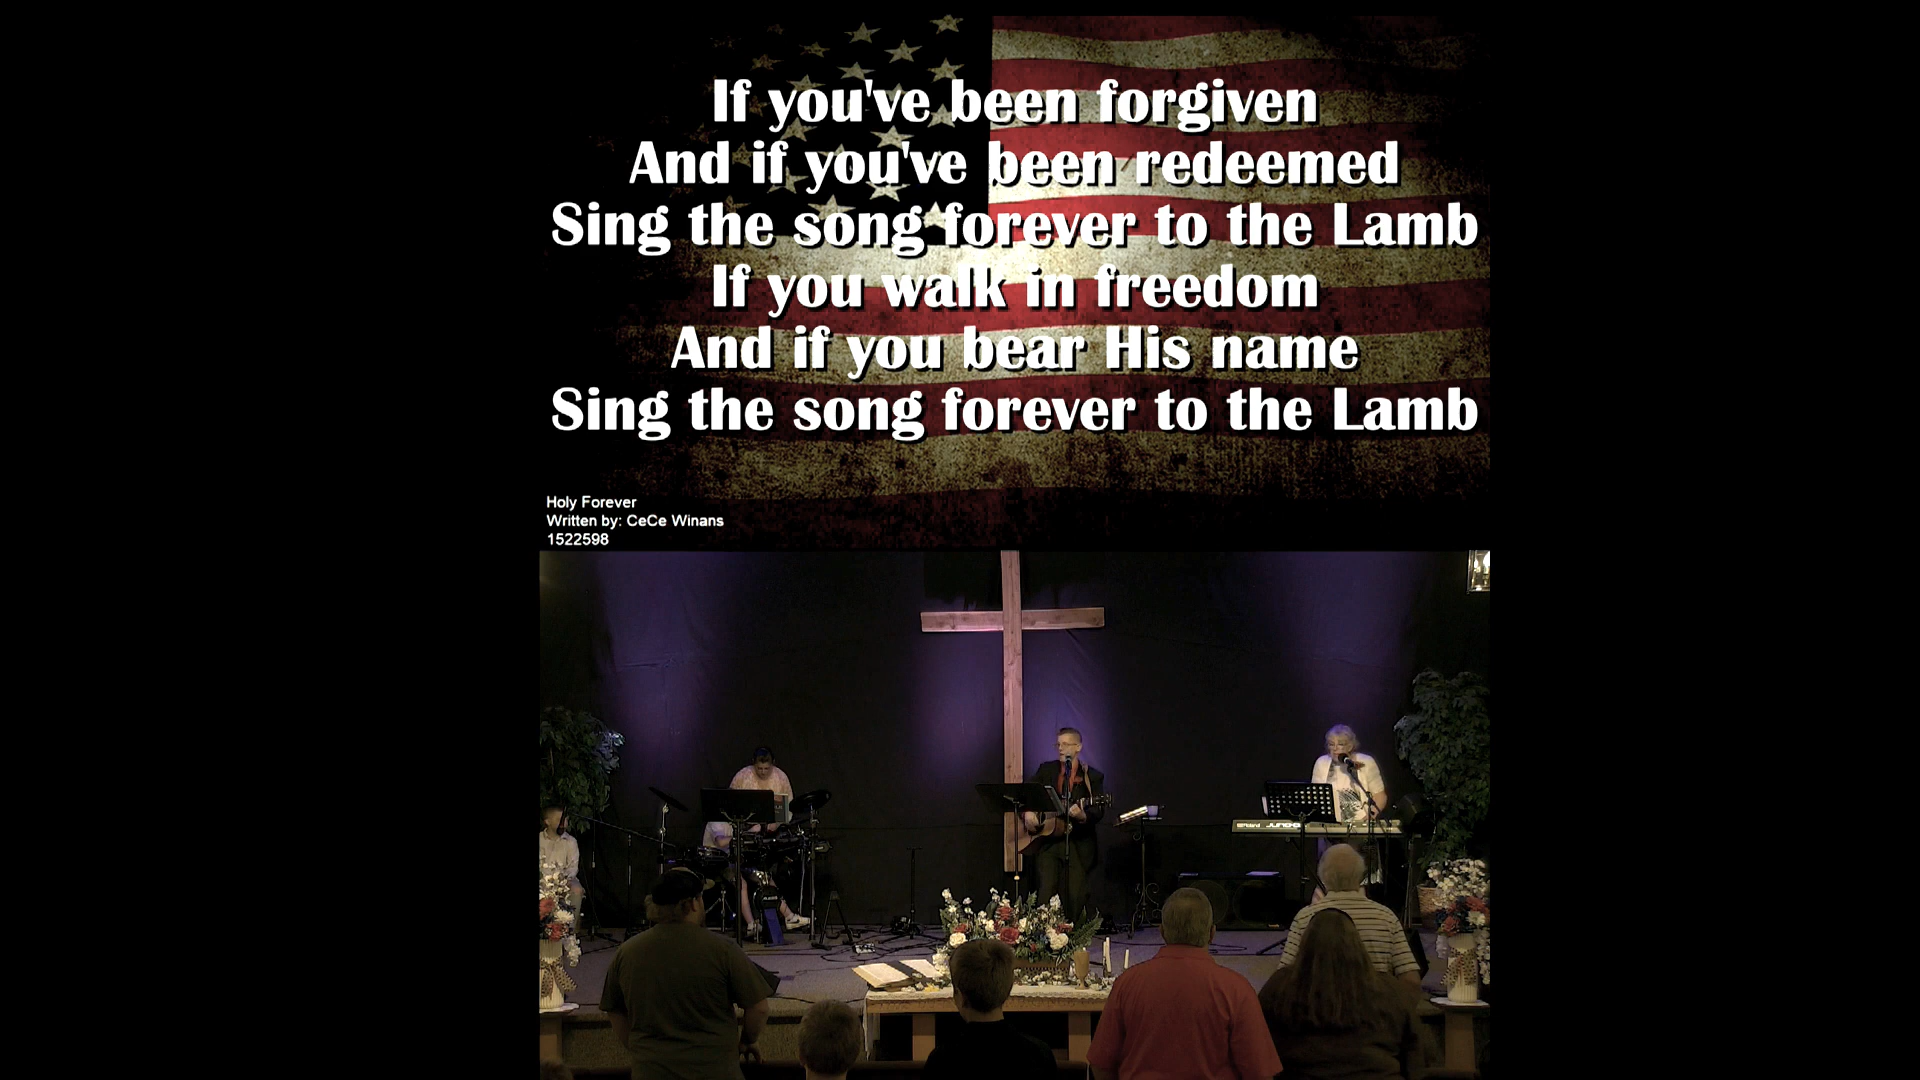 If you've been forgiven
And if you've been redeemed
Sing the song forever to the Lamb
If you walk in freedom
And if you bear His name
Sing the song forever to the Lamb
Holy Forever
Written by: CeCe Winans
1522598
Roland JUNO-D